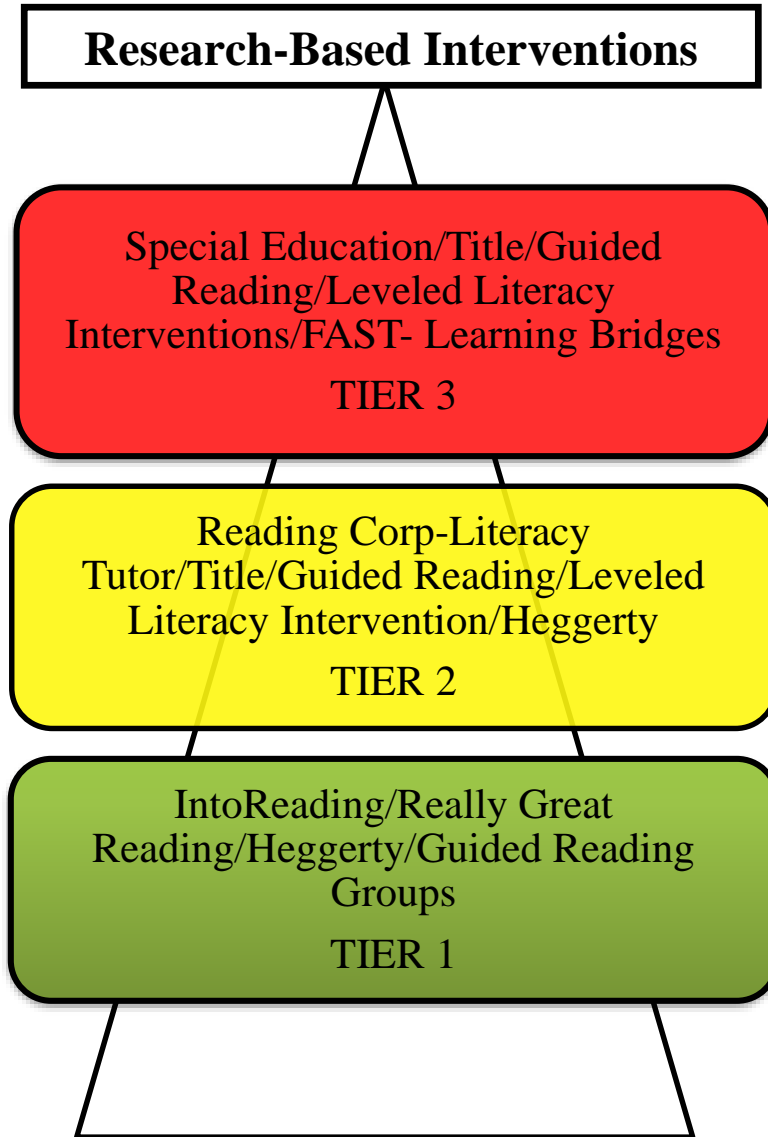 Research-Based Interventions
Special Education/Title/Guided
Reading/Leveled Literacy
Interventions/FAST- Learning Bridges
TIER 3
Reading Corp-Literacy
Tutor/Title/Guided Reading/Leveled
Literacy Intervention/Heggerty
TIER 2
IntoReading/Really Great
Reading/Heggerty/Guided Reading
Groups
TIER 1